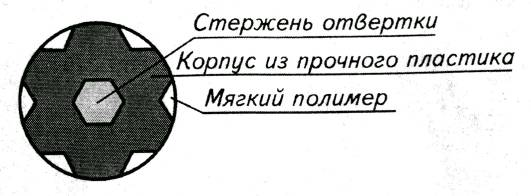 Стержень отвертки
Корпус из прочного пластика
Мягкий полимер